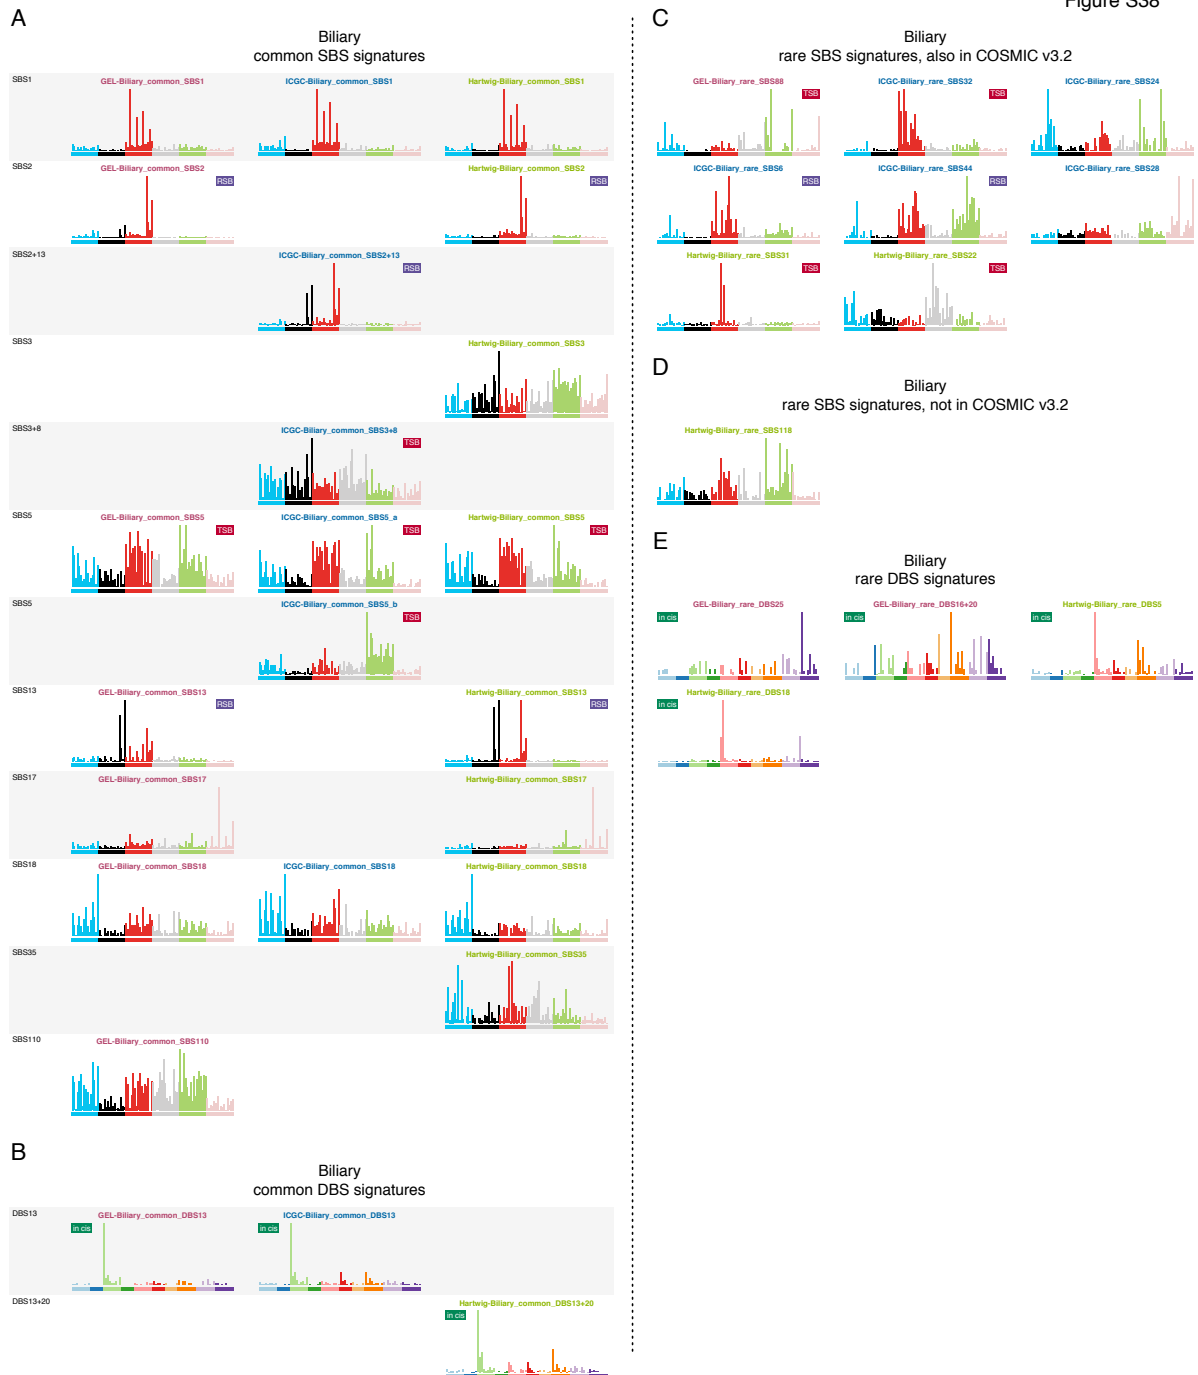 Figure S38
A
Biliary
common SBS signatures
SBS1
GEL-Biliary_common_SBS1
ICGC-Biliary_common_SBS1
Hartwig-Biliary_common_SBS1
SBS2
GEL-Biliary_common_SBS2
RSB
Hartwig-Biliary_common_SBS2
RSB
SBS2+13
ICGC-Biliary_common_SBS2+13
RSB
SBS3
Hartwig-Biliary_common_SBS3
SBS3+8
ICGC-Biliary_common_SBS3+8
TSB
SBS5
GEL-Biliary_common_SBS5
TSB
ICGC-Biliary_common_SBS5_a
TSB
Hartwig-Biliary_common_SBS5
TSB
SBS5
ICGC-Biliary_common_SBS5_b
TSB
SBS13
GEL-Biliary_common_SBS13
RSB
Hartwig-Biliary_common_SBS13
RSB
SBS17
GEL-Biliary_common_SBS17
Hartwig-Biliary_common_SBS17
SBS18
GEL-Biliary_common_SBS18
ICGC-Biliary_common_SBS18
Hartwig-Biliary_common_SBS18
SBS35
Hartwig-Biliary_common_SBS35
SBS110
GEL-Biliary_common_SBS110
B
Biliary
common DBS signatures
DBS13
GEL-Biliary_common_DBS13
in cis
ICGC-Biliary_common_DBS13
in cis
DBS13+20
Hartwig-Biliary_common_DBS13+20
in cis
C
Biliary
rare SBS signatures, also in COSMIC v3.2
GEL-Biliary_rare_SBS88
TSB
ICGC-Biliary_rare_SBS32
TSB
ICGC-Biliary_rare_SBS24
ICGC-Biliary_rare_SBS6
RSB
ICGC-Biliary_rare_SBS44
RSB
ICGC-Biliary_rare_SBS28
Hartwig-Biliary_rare_SBS31
TSB
Hartwig-Biliary_rare_SBS22
TSB
D
Biliary
rare SBS signatures, not in COSMIC v3.2
Hartwig-Biliary_rare_SBS118
E
Biliary
rare DBS signatures
GEL-Biliary_rare_DBS25
in cis
GEL-Biliary_rare_DBS16+20
in cis
Hartwig-Biliary_rare_DBS5
in cis
Hartwig-Biliary_rare_DBS18
in cis